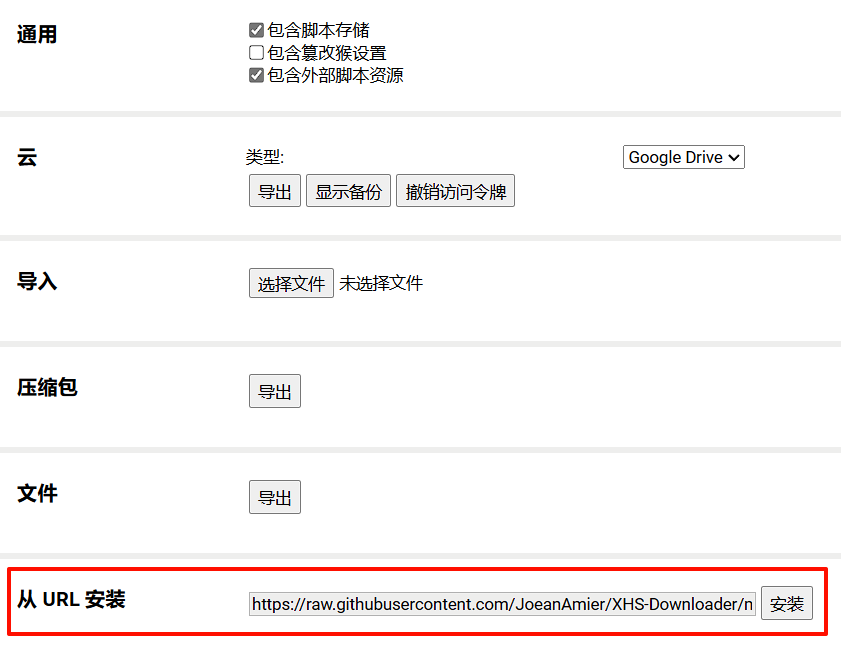 通用
包含脚本存储
包含篡改猴设置
包含外部脚本资源
云
类型:
Google Drive
导出 显示备份 撤销访问令牌
导入
选择文件 未选择文件
压缩包
导出
文件
导出
从 URL 安装
https://raw.githubusercontent.com/JoeanAmier/XHS-Downloader/n
安装